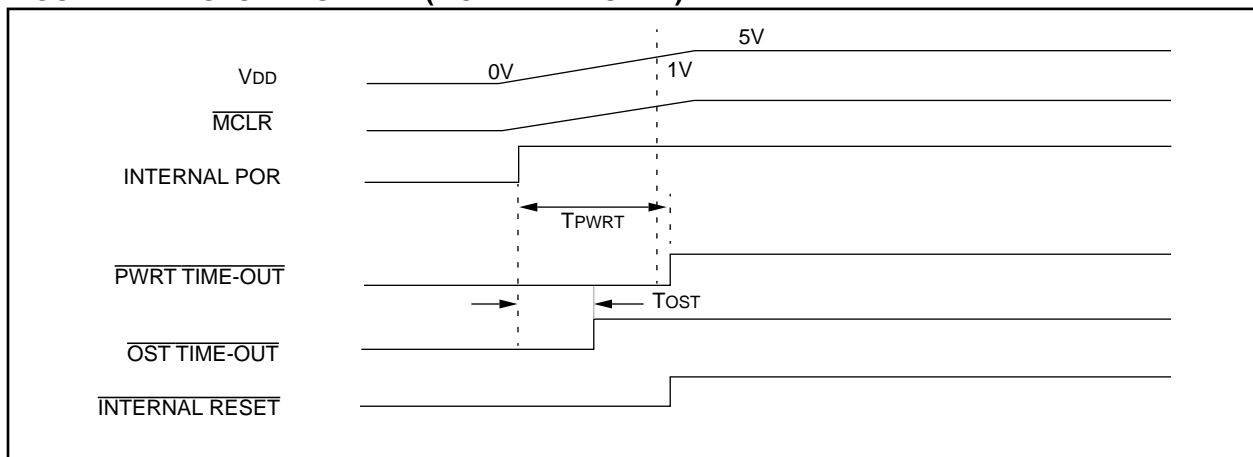 5V
VDD
0V
1V
MCLR
INTERNAL POR
TPWRT
PWRT TIME-OUT
TOST
OST TIME-OUT
INTERNAL RESET